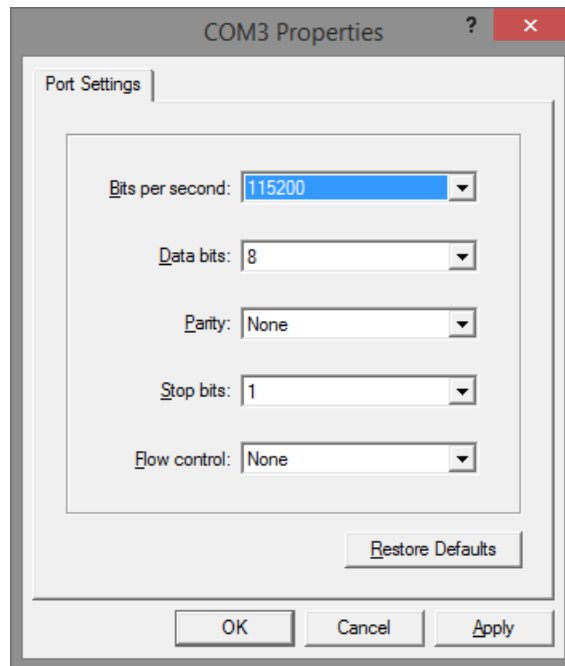 COM3 Properties ? ×
Port Settings
Bits per second: 115200
Data bits: 8
Parity: None
Stop bits: 1
Flow control: None
Restore Defaults
OK Cancel Apply